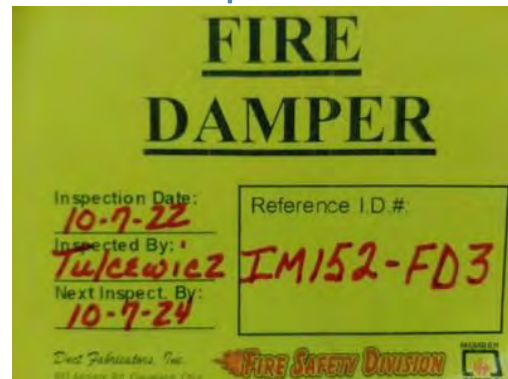 FIRE
DAMPER
Inspection Date:
10-7-22
Inspected By:
Tulcewicz
Next Inspect. By:
10-7-24
Reference I.D.#:
IM152-FD3
Duct Fabricators, Inc.
FIRE SAFETY DIVISION
MEMBER